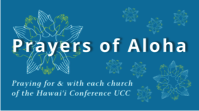 Prayers of Aloha
Praying for & with each church
of the Hawai'i Conference UCC